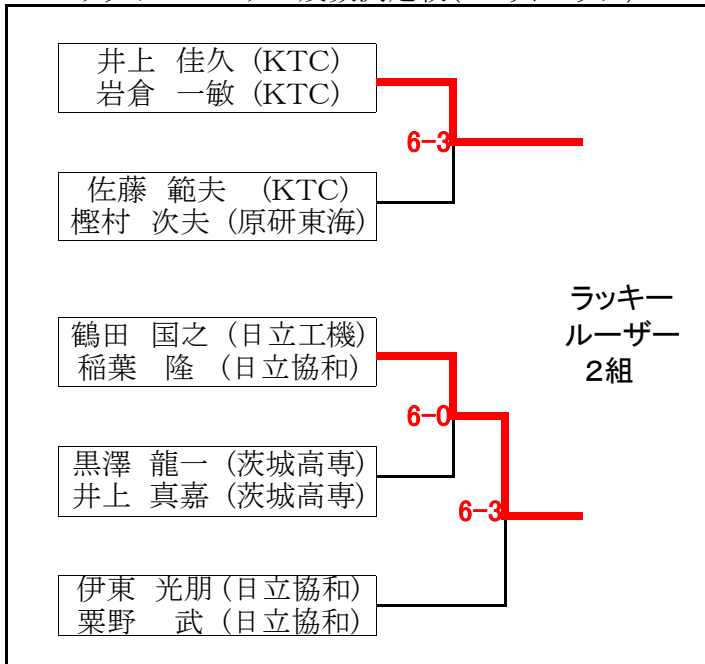 井上 佳久 (KTC)
岩倉 一敏 (KTC)
6-3
佐藤 範夫 (KTC)
樫村 次夫 (原研東海)
ラッキー
ルーザー
2組
鶴田 国之 (日立工機)
稲葉 隆 (日立協和)
6-0
黒澤 龍一 (茨城高専)
井上 真嘉 (茨城高専)
6-3
伊東 光朋 (日立協和)
粟野 武 (日立協和)